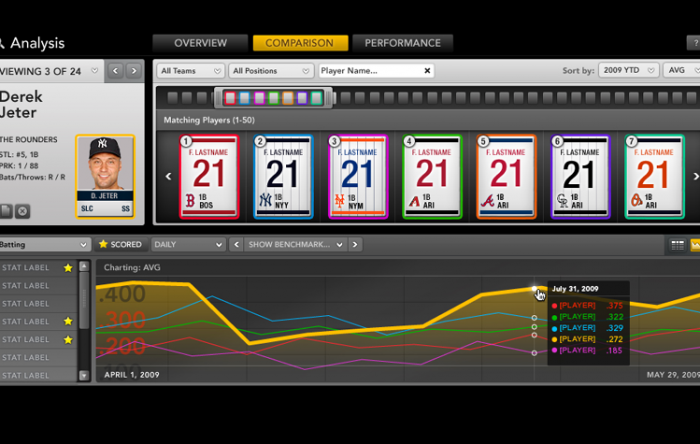 Analysis
OVERVIEW
COMPARISON
PERFORMANCE
?
VIEWING 3 OF 24
Derek
Jeter
THE ROUNDERS
STL: #5, 1B
PRK: 1 / 88
Bats/Throws: R / R
D. JETER
SLC SS
All Teams
All Positions
Player Name...
Sort by:
2009 YTD
AVG
Matching Players (1-50)
1
F. LASTNAME
21
1B
BOS
2
F. LASTNAME
21
1B
NYY
3
F. LASTNAME
21
1B
NYM
4
F. LASTNAME
21
1B
ARI
5
F. LASTNAME
21
1B
ARI
6
F. LASTNAME
21
1B
ARI
7
F. LASTNAME
21
1B
ARI
Batting
SCORED
DAILY
SHOW BENCHMARK...
STAT LABEL
STAT LABEL
STAT LABEL
STAT LABEL
STAT LABEL
STAT LABEL
STAT LABEL
Charting: AVG
.400
.300
.200
July 31, 2009
[PLAYER] .375
[PLAYER] .322
[PLAYER] .329
[PLAYER] .272
[PLAYER] .185
APRIL 1, 2009
MAY 29, 2009